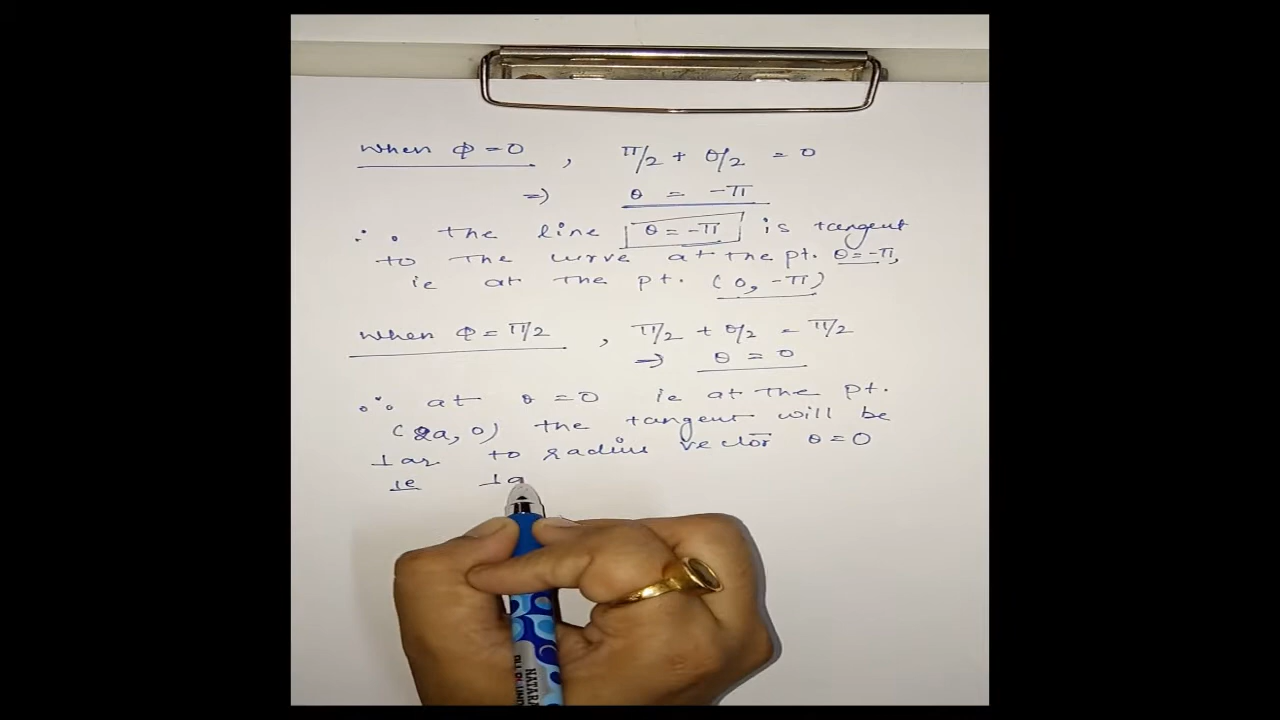 When φ = 0 , π/2 + θ/2 = 0
⇒ θ = -π
∴ the line θ = -π is tangent
to the curve at the pt. θ = -π,
ie at the pt. (0, -π)
When φ = π/2 , π/2 + θ/2 = π/2
⇒ θ = 0
∴ at θ = 0 ie at the pt.
(2a, 0) the tangent will be
⊥ar to radius vector θ = 0
ie ⊥a
NATARA